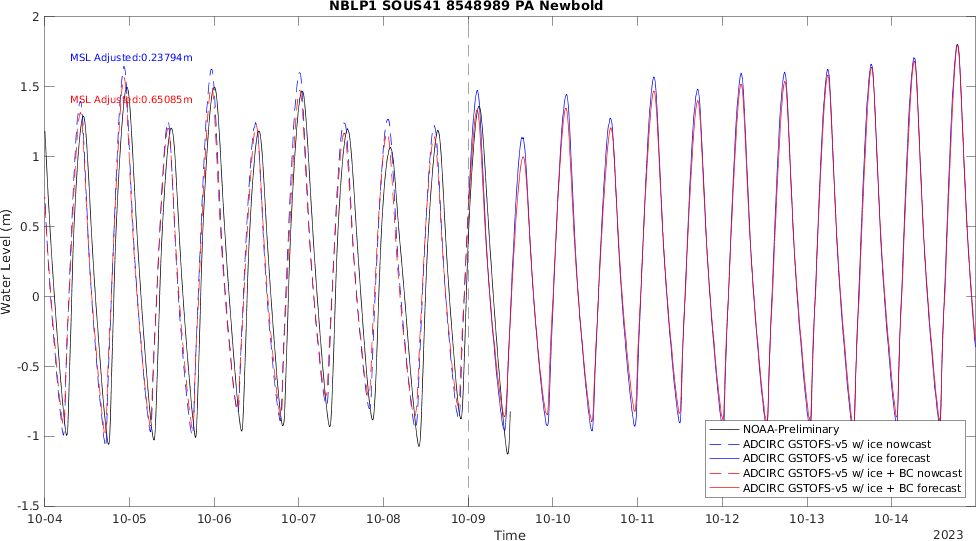 NBLP1 SOUS41 8548989 PA Newbold
2
MSL Adjusted:0.23794m
1.5
MSL Adjusted:0.65085m
1
0.5
Water Level (m)
0
-0.5
-1
NOAA-Preliminary
ADCIRC GSTOFS-v5 w/ ice nowcast
ADCIRC GSTOFS-v5 w/ ice forecast
ADCIRC GSTOFS-v5 w/ ice + BC nowcast
ADCIRC GSTOFS-v5 w/ ice + BC forecast
-1.5
10-04 10-05 10-06 10-07 10-08 10-09 10-10 10-11 10-12 10-13 10-14
Time
2023